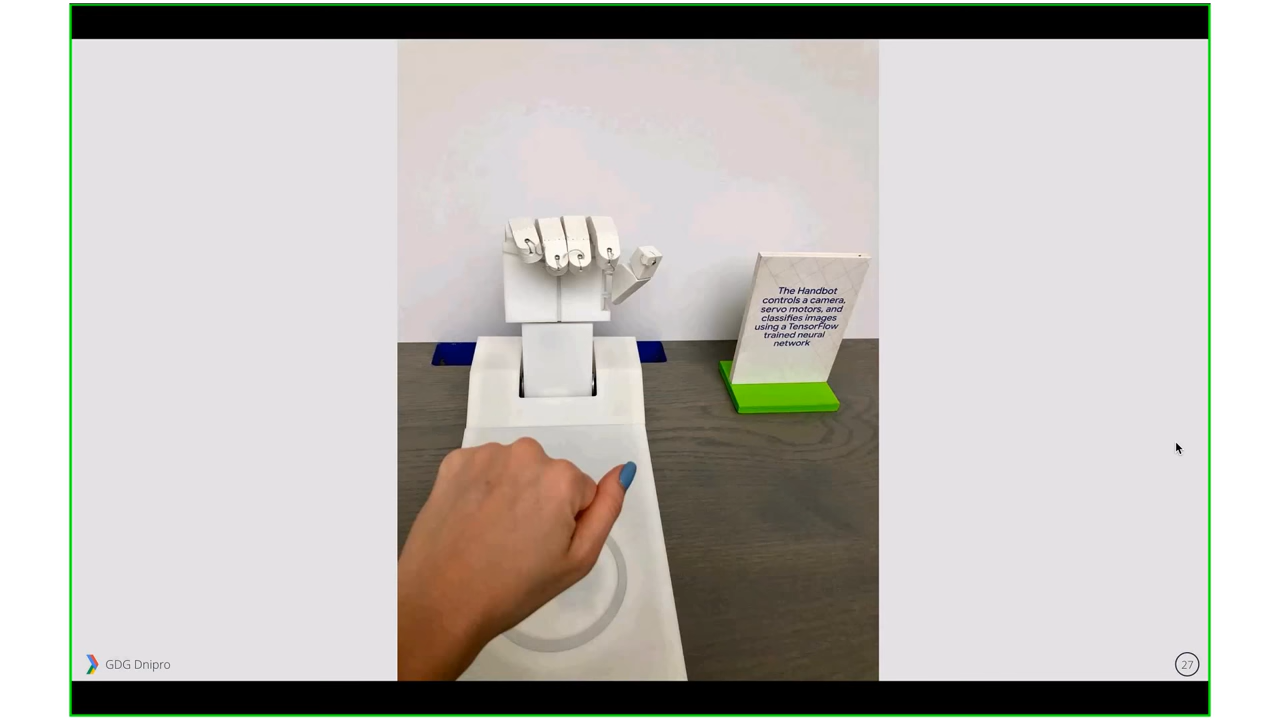 The Handbot
controls a camera,
servo motors, and
classifies images
using a TensorFlow
trained neural
network
GDG Dnipro
27